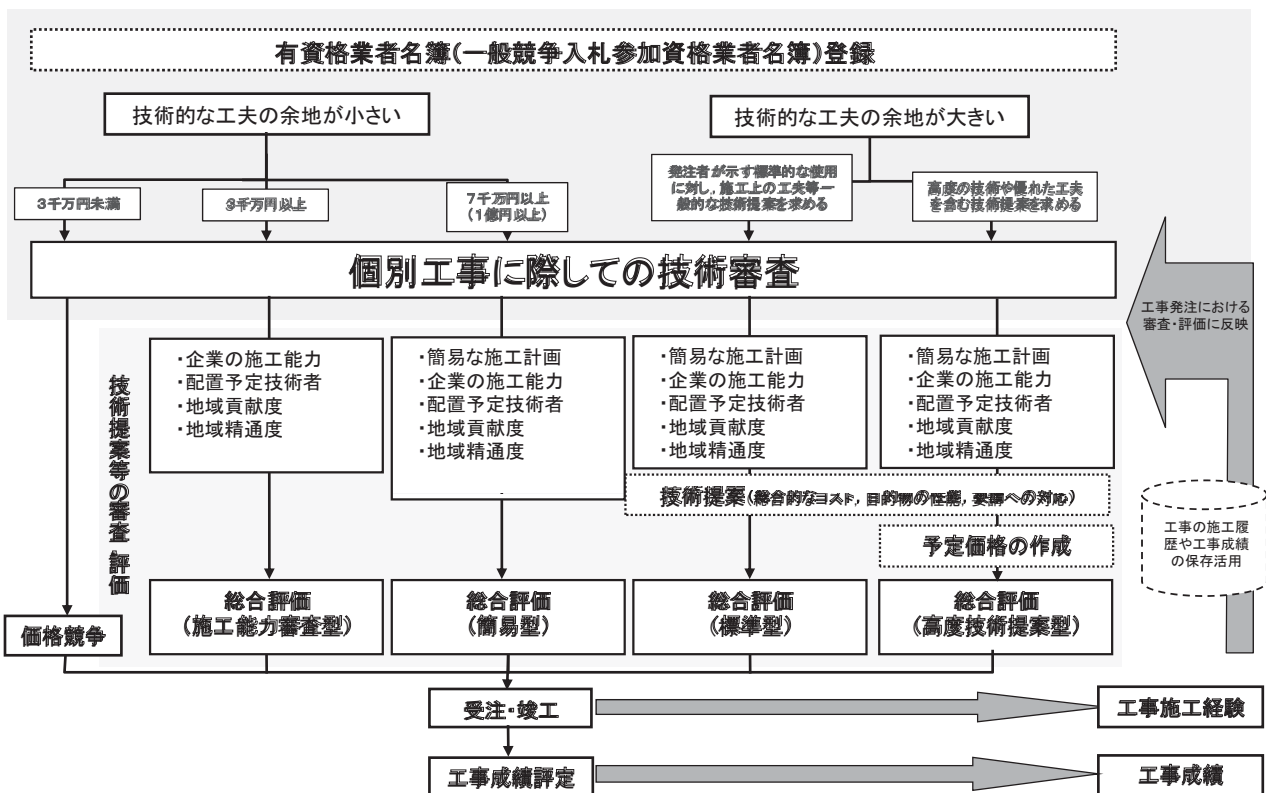 有資格業者名簿(一般競争入札参加資格業者名簿)登録
技術的な工夫の余地が小さい
技術的な工夫の余地が大きい
3千万円未満
3千万円以上
7千万円以上
(1億円以上)
発注者が示す標準的な使用
に対し、施工上の工夫等一
般的な技術提案を求める
高度の技術や優れた工夫
を含む技術提案を求める
個別工事に際しての技術審査
工事発注における
審査・評価に反映
技術提案等の審査・評価
・企業の施工能力
・配置予定技術者
・地域貢献度
・地域精通度
・簡易な施工計画
・企業の施工能力
・配置予定技術者
・地域貢献度
・地域精通度
・簡易な施工計画
・企業の施工能力
・配置予定技術者
・地域貢献度
・地域精通度
・簡易な施工計画
・企業の施工能力
・配置予定技術者
・地域貢献度
・地域精通度
技術提案(総合的なコスト, 目的物の性能, 要請への対応)
予定価格の作成
工事の施工履
歴や工事成績
の保存活用
価格競争
総合評価
(施工能力審査型)
総合評価
(簡易型)
総合評価
(標準型)
総合評価
(高度技術提案型)
受注・竣工
工事施工経験
工事成績評定
工事成績